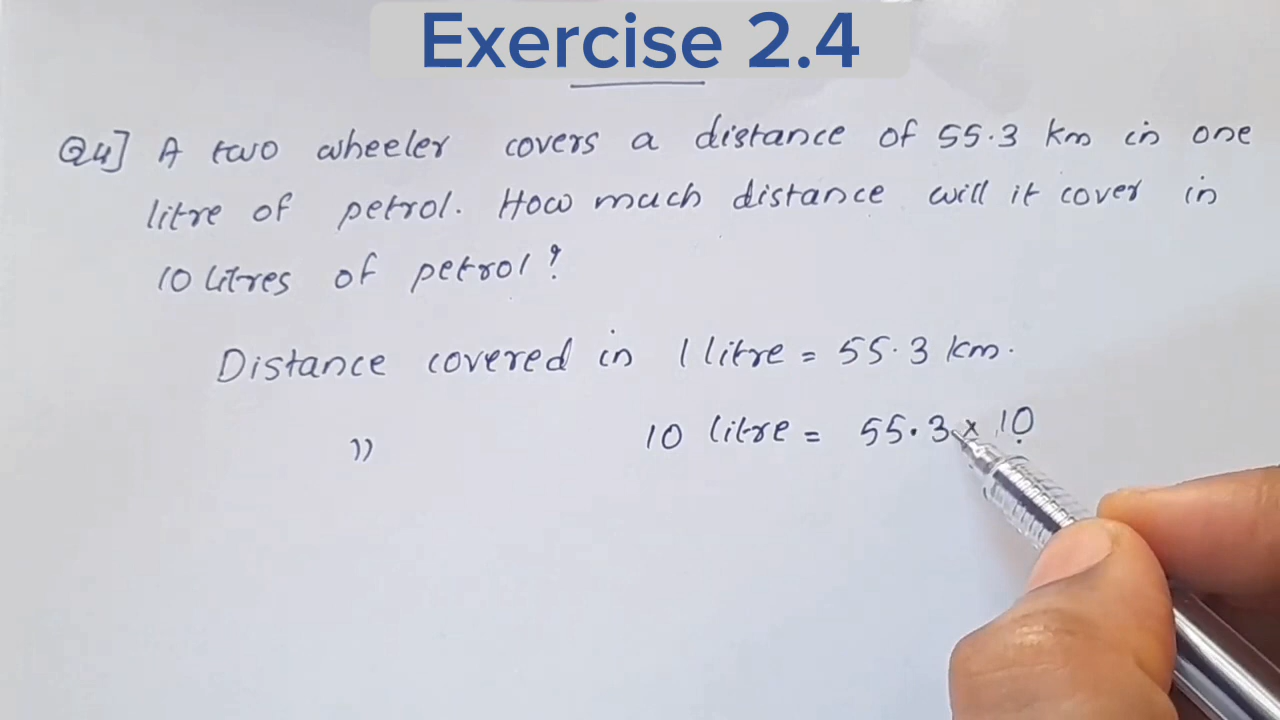 Exercise 2.4
Q4] A two wheeler covers a distance of 55.3 km in one
litre of petrol. How much distance will it cover in
10 litres of petrol?
Distance covered in 1 litre = 55.3 km.
〃 10 litre = 55.3 × 10